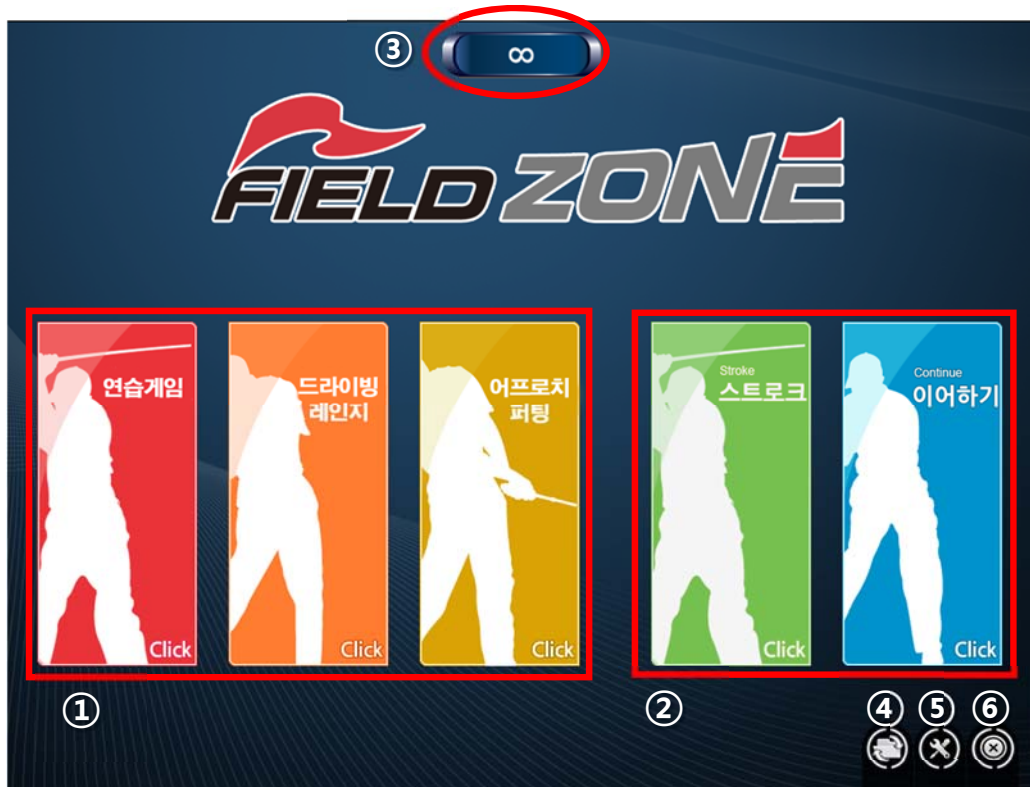 ③
∞
FIELD ZONE
연습게임
Click
드라이빙
레인지
Click
어프로치
퍼팅
Click
Stroke
스트로크
Click
Continue
이어하기
Click
①
②
④ ⑤ ⑥